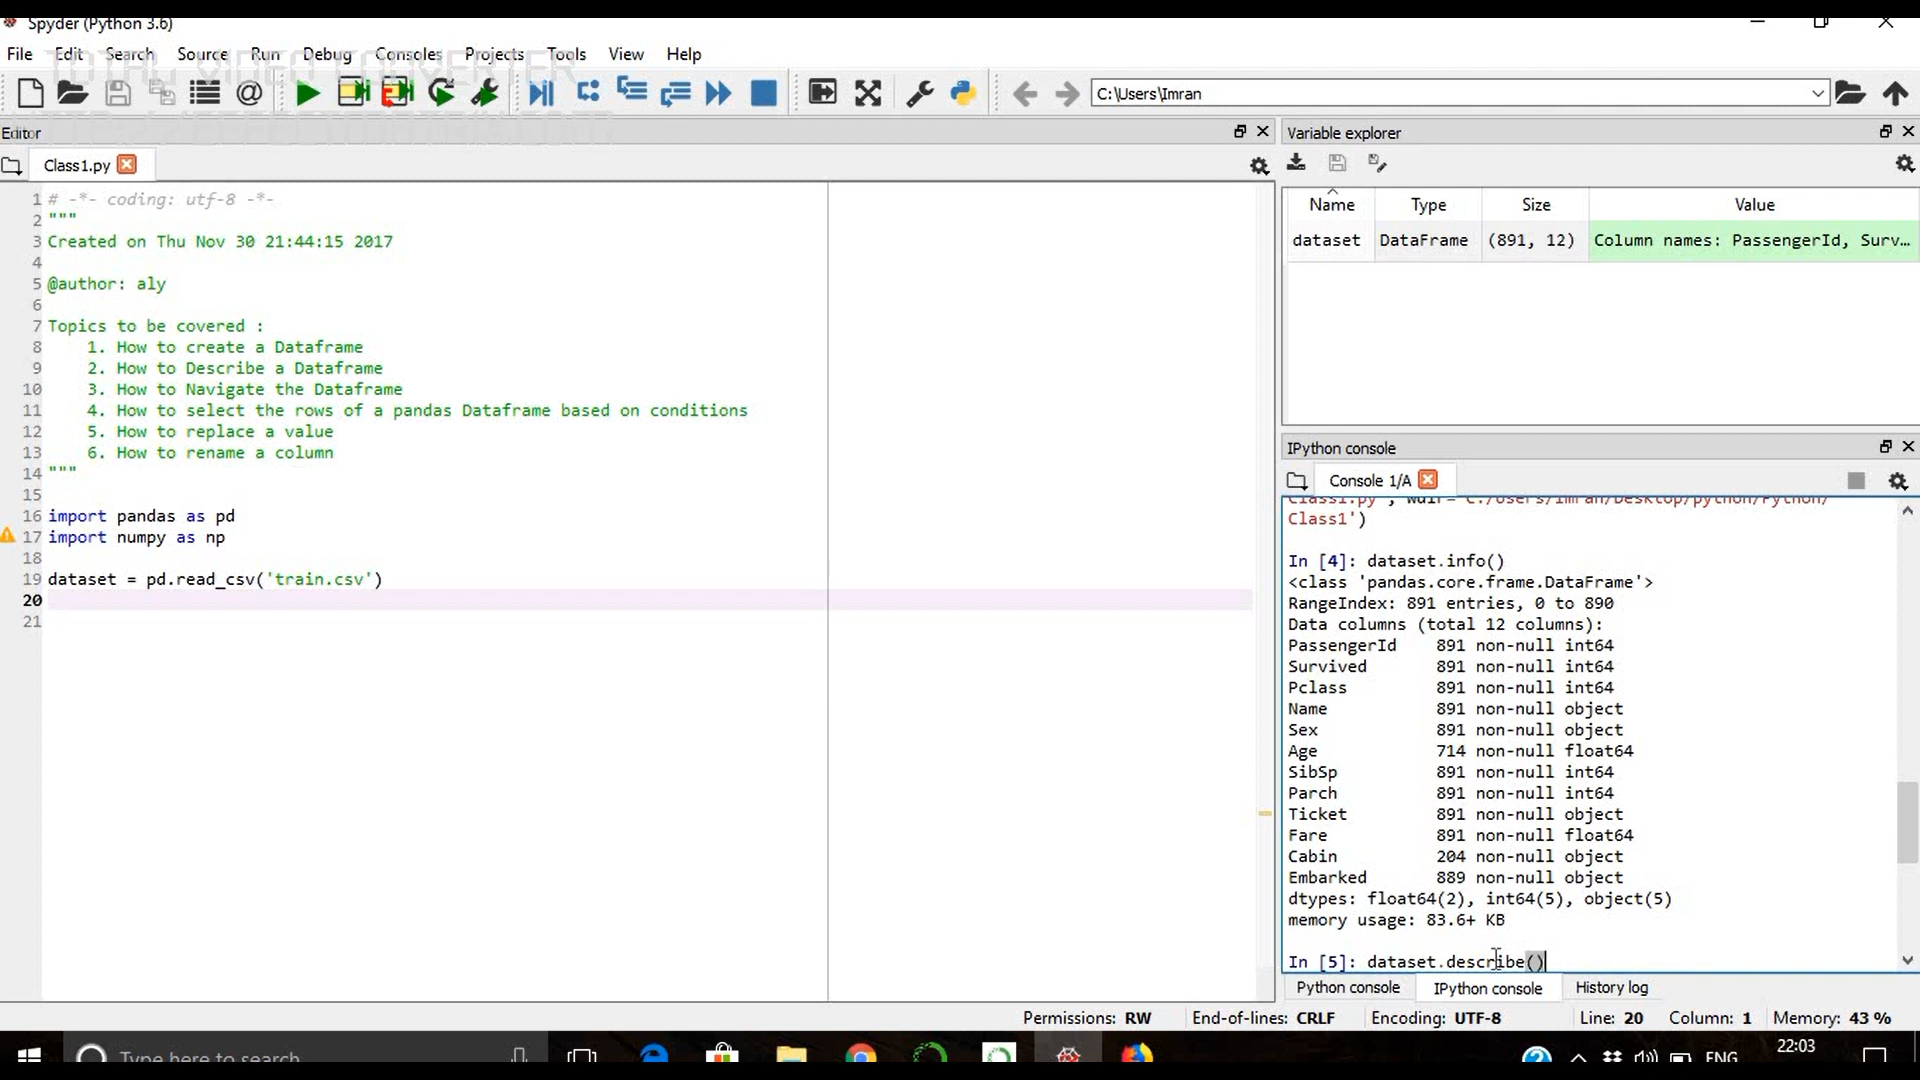 Spyder (Python 3.6)
File Edit Search Source Run Debug Consoles Projects Tools View Help
TOTAL VIDEO CONVERTER
C:\Users\Imran
Editor
Class1.py
1 # -*- coding: utf-8 -*-
2 """
3 Created on Thu Nov 30 21:44:15 2017
4
5 @author: aly
6
7 Topics to be covered :
8 1. How to create a Dataframe
9 2. How to Describe a Dataframe
10 3. How to Navigate the Dataframe
11 4. How to select the rows of a pandas Dataframe based on conditions
12 5. How to replace a value
13 6. How to rename a column
14 """
15
16 import pandas as pd
17 import numpy as np
18
19 dataset = pd.read_csv('train.csv')
20
21
Variable explorer
Name Type Size Value
dataset DataFrame (891, 12) Column names: PassengerId, Surv...
IPython console
Console 1/A
Class1.py', wdir='C:/Users/Imran/Desktop/python/Python/
Class1')
In [4]: dataset.info()
<class 'pandas.core.frame.DataFrame'>
RangeIndex: 891 entries, 0 to 890
Data columns (total 12 columns):
PassengerId 891 non-null int64
Survived 891 non-null int64
Pclass 891 non-null int64
Name 891 non-null object
Sex 891 non-null object
Age 714 non-null float64
SibSp 891 non-null int64
Parch 891 non-null int64
Ticket 891 non-null object
Fare 891 non-null float64
Cabin 204 non-null object
Embarked 889 non-null object
dtypes: float64(2), int64(5), object(5)
memory usage: 83.6+ KB
In [5]: dataset.describe()
Python console IPython console History log
Permissions: RW End-of-lines: CRLF Encoding: UTF-8 Line: 20 Column: 1 Memory: 43 %
Type here to search
ENG
22:03